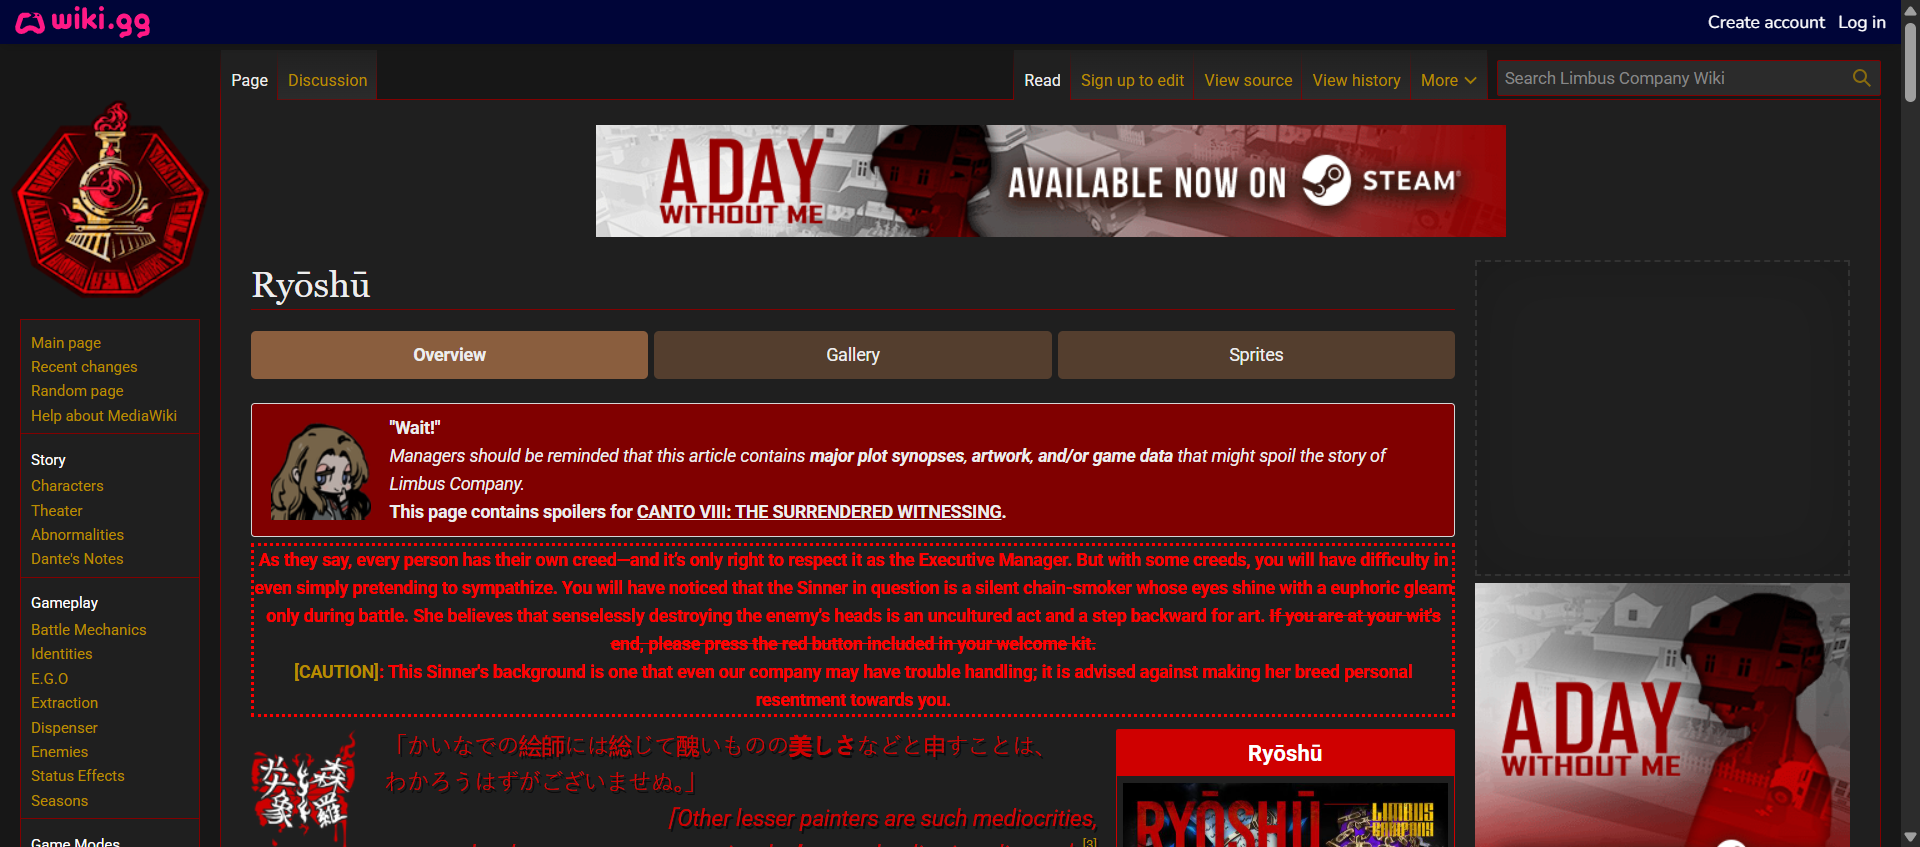 wiki.gg
Create account
Log in
Page
Discussion
Read
Sign up to edit
View source
View history
More
Search Limbus Company Wiki
A DAY
WITHOUT ME
AVAILABLE NOW ON
STEAM
Ryōshū
Overview
Gallery
Sprites
Main page
Recent changes
Random page
Help about MediaWiki
Story
Characters
Theater
Abnormalities
Dante's Notes
Gameplay
Battle Mechanics
Identities
E.G.O
Extraction
Dispenser
Enemies
Status Effects
Seasons
Game Modes
"Wait!"
Managers should be reminded that this article contains major plot synopses, artwork, and/or game data that might spoil the story of
Limbus Company.
This page contains spoilers for CANTO VIII: THE SURRENDERED WITNESSING.
As they say, every person has their own creed—and it's only right to respect it as the Executive Manager. But with some creeds, you will have difficulty in
even simply pretending to sympathize. You will have noticed that the Sinner in question is a silent chain-smoker whose eyes shine with a euphoric gleam
only during battle. She believes that senselessly destroying the enemy's heads is an uncultured act and a step backward for art. If you are at your wit's
end, please press the red button included in your welcome kit.
[CAUTION]: This Sinner's background is one that even our company may have trouble handling; it is advised against making her breed personal
resentment towards you.
「かいなでの絵師には総じて醜いものの美しさなどと申すことは、
わかろうはずがございませぬ。」
「Other lesser painters are such mediocrities,
[3]
Ryōshū
RYŌSHŪ
LIMBUS
COMPANY
A DAY
WITHOUT ME